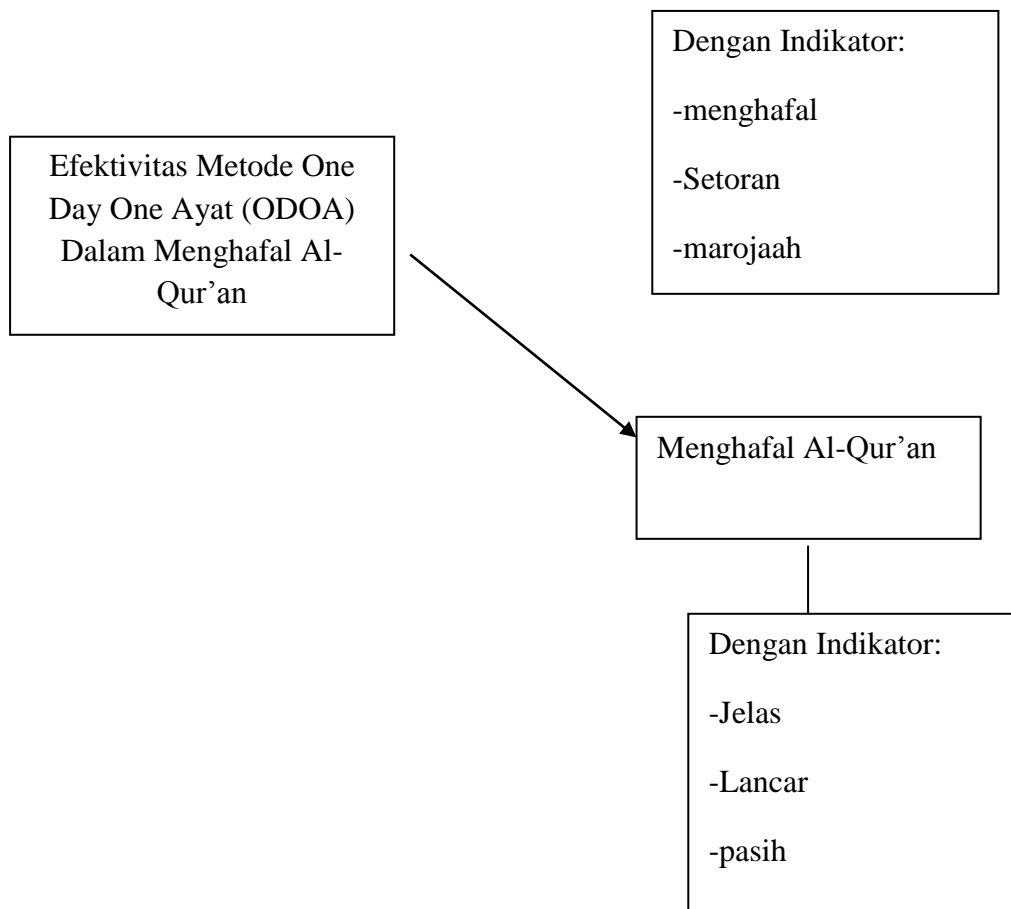 Dengan Indikator:
-menghafal
-Setoran
-marojaah
Efektivitas Metode One
Day One Ayat (ODOA)
Dalam Menghafal Al-
Qur’an
Menghafal Al-Qur’an
Dengan Indikator:
-Jelas
-Lancar
-pasih